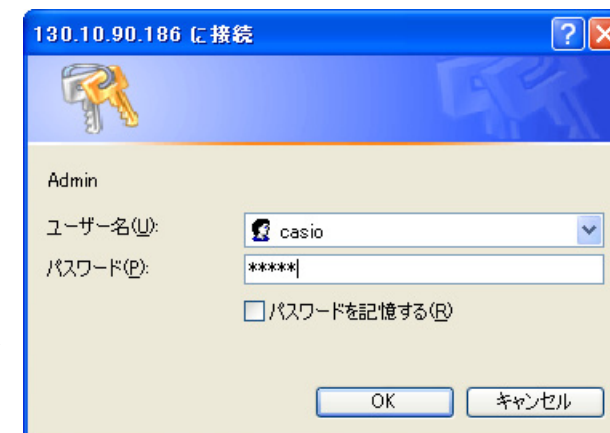 130.10.90.186 に接続
Admin
ユーザー名(U):
casio
パスワード(P):
*****
パスワードを記憶する(R)
OK キャンセル